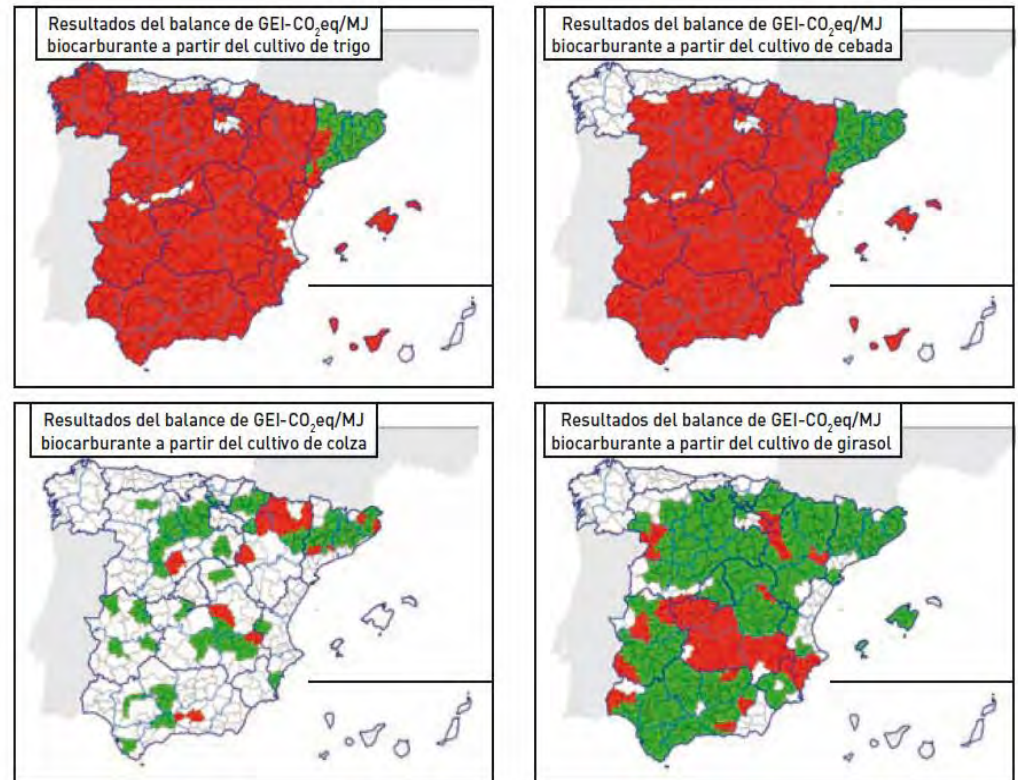 Resultados del balance de GEI-CO₂eq/MJ
biocarburante a partir del cultivo de trigo
Resultados del balance de GEI-CO₂eq/MJ
biocarburante a partir del cultivo de cebada
Resultados del balance de GEI-CO₂eq/MJ
biocarburante a partir del cultivo de colza
Resultados del balance de GEI-CO₂eq/MJ
biocarburante a partir del cultivo de girasol